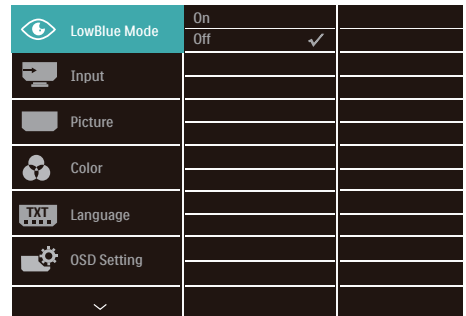 LowBlue Mode
On
Off
Input
Picture
Color
TXT
Language
OSD Setting